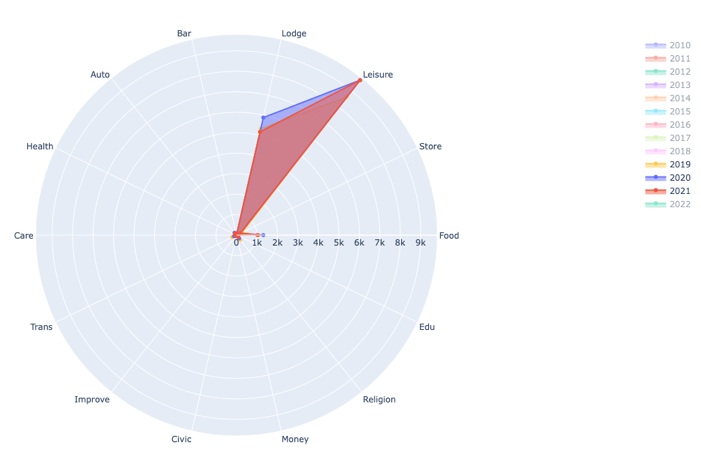 Bar
Lodge
Auto
Leisure
Health
Store
Care
Food
0 1k 2k 3k 4k 5k 6k 7k 8k 9k
Trans
Edu
Improve
Religion
Civic
Money
2010
2011
2012
2013
2014
2015
2016
2017
2018
2019
2020
2021
2022